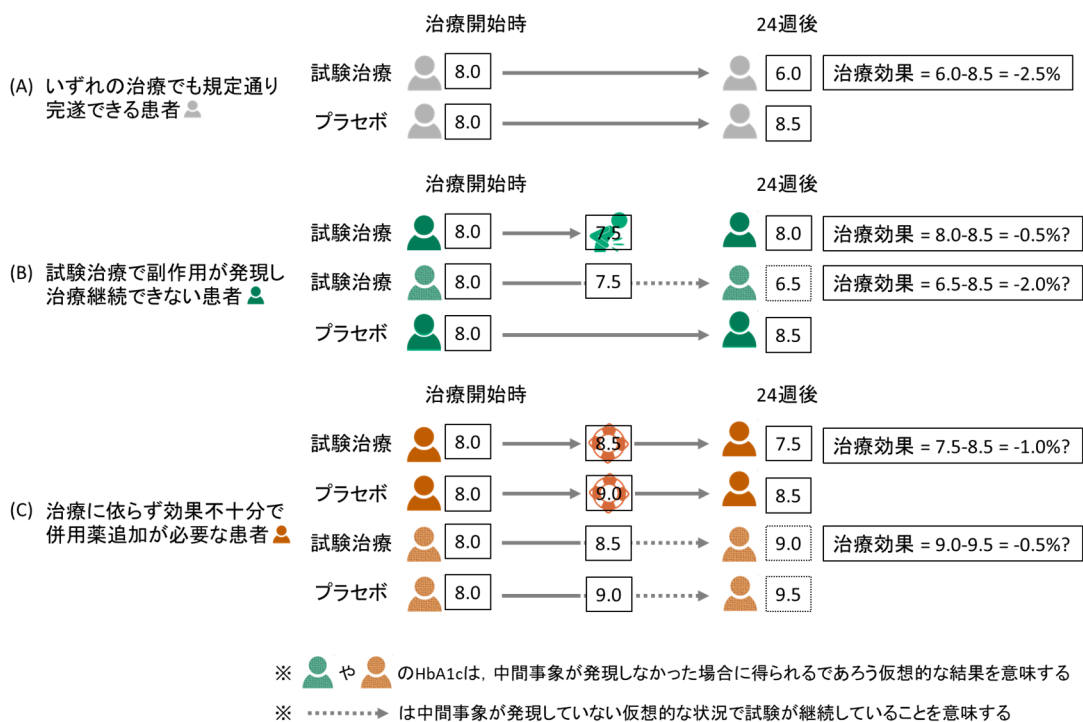 治療開始時 24週後
試験治療 8.0 6.0 治療効果 = 6.0-8.5 = -2.5%
(A) いずれの治療でも規定通り
完遂できる患者
プラセボ 8.0 8.5
治療開始時 24週後
試験治療 8.0 7.5 8.0 治療効果 = 8.0-8.5 = -0.5%?
(B) 試験治療で副作用が発現し
治療継続できない患者
試験治療 8.0 7.5 6.5 治療効果 = 6.5-8.5 = -2.0%?
プラセボ 8.0 8.5
治療開始時 24週後
試験治療 8.0 8.5 7.5 治療効果 = 7.5-8.5 = -1.0%?
プラセボ 8.0 9.0 8.5
(C) 治療に依らず効果不十分で
併用薬追加が必要な患者
試験治療 8.0 8.5 9.0 治療効果 = 9.0-9.5 = -0.5%?
プラセボ 8.0 9.0 9.5
※ や のHbA1cは, 中間事象が発現しなかった場合に得られるであろう仮想的な結果を意味する
※ は中間事象が発現していない仮想的な状況で試験が継続していることを意味する